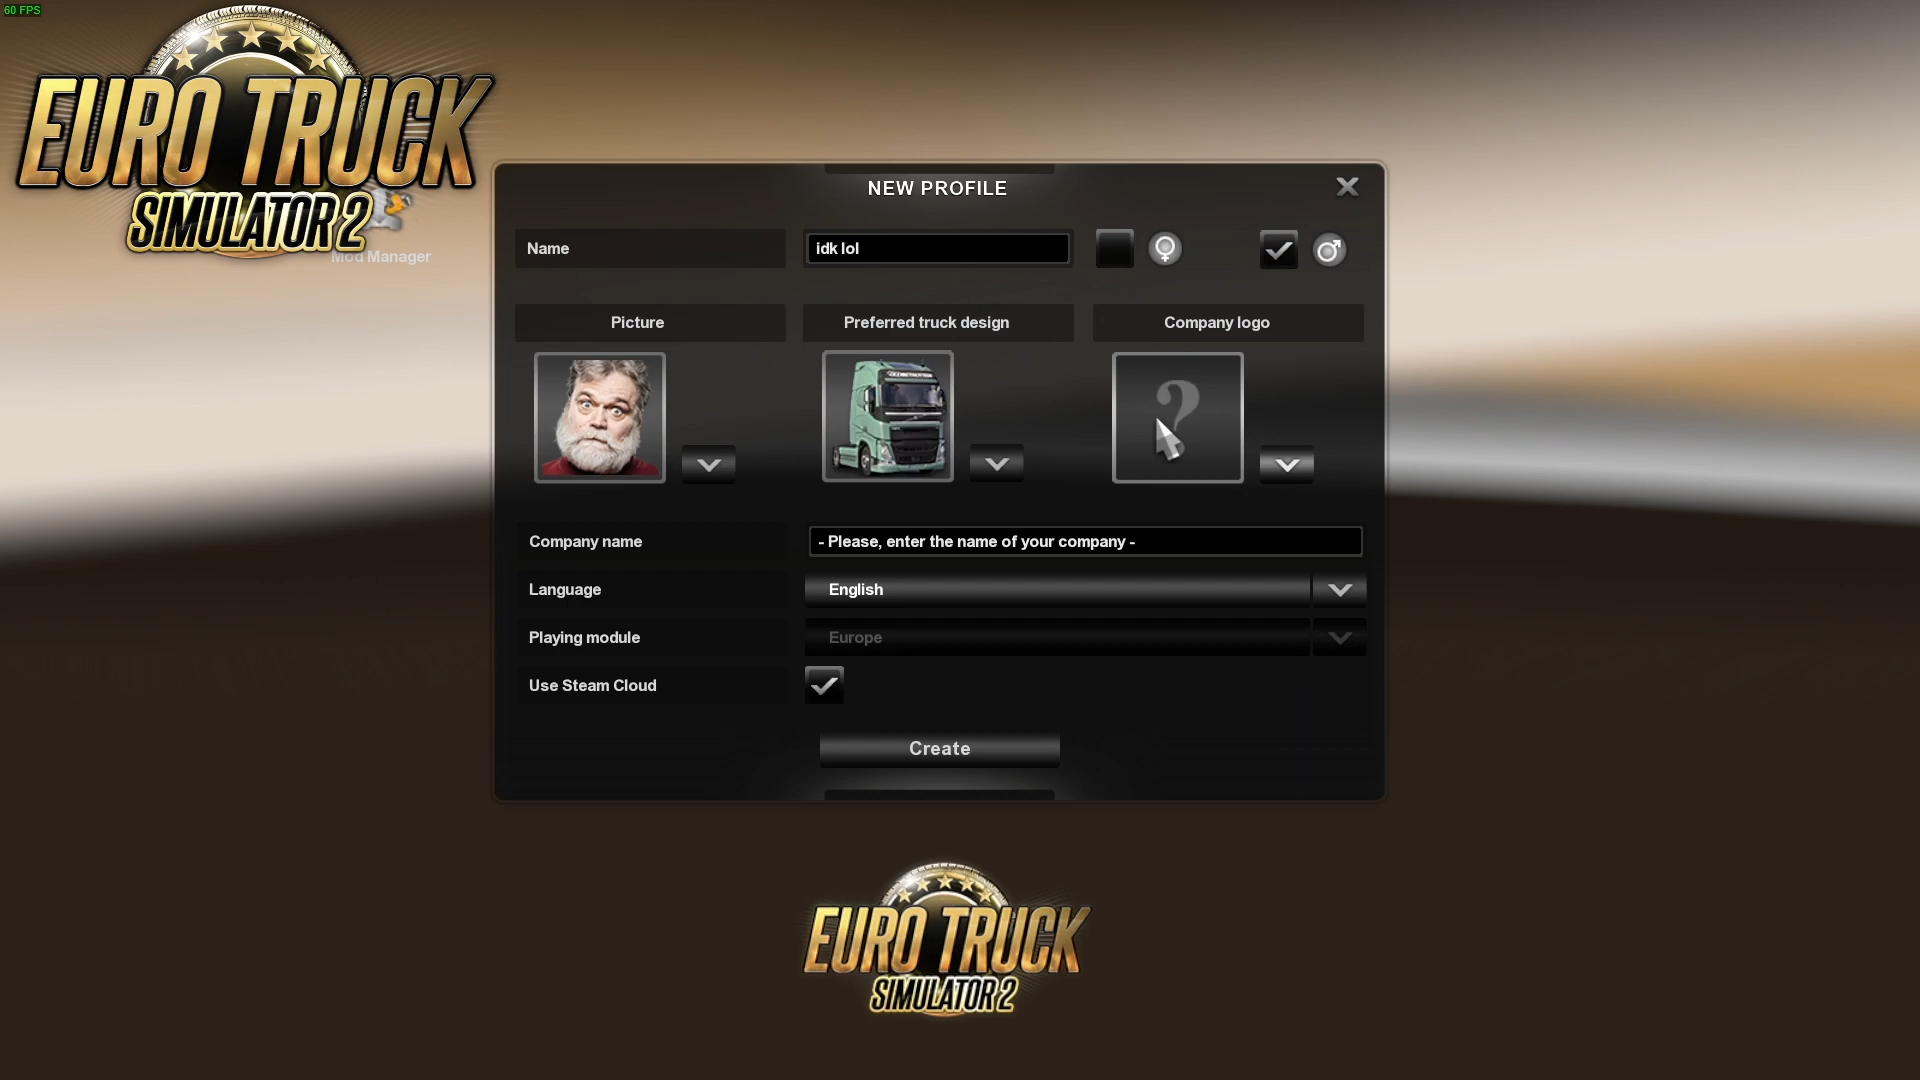 60 FPS
EURO TRUCK
SIMULATOR 2
Mod Manager
NEW PROFILE
Name
idk lol
Picture
Preferred truck design
Company logo
?
Company name
- Please, enter the name of your company -
Language
English
Playing module
Europe
Use Steam Cloud
Create
EURO TRUCK
SIMULATOR 2